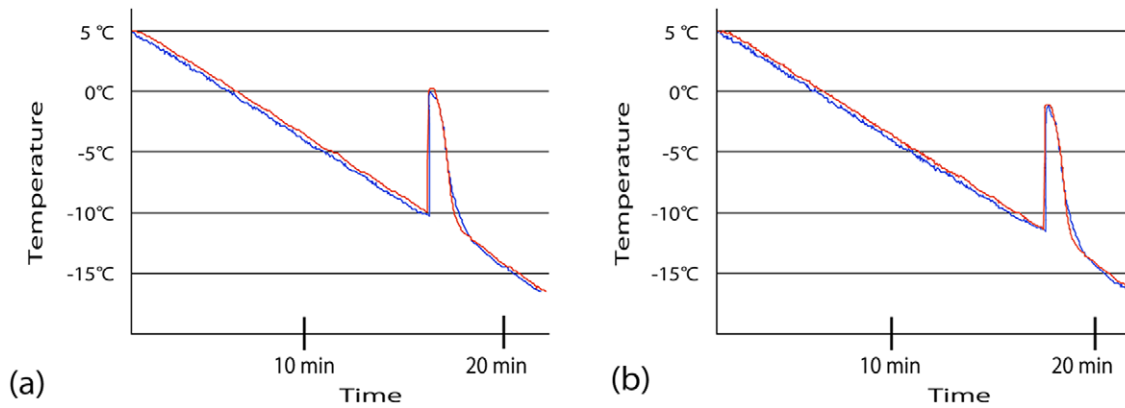 5 °C
0°C
-5°C
-10°C
-15°C
Temperature
10 min
20 min
Time
(a)
5 °C
0°C
-5°C
-10°C
-15°C
Temperature
10 min
20 min
Time
(b)